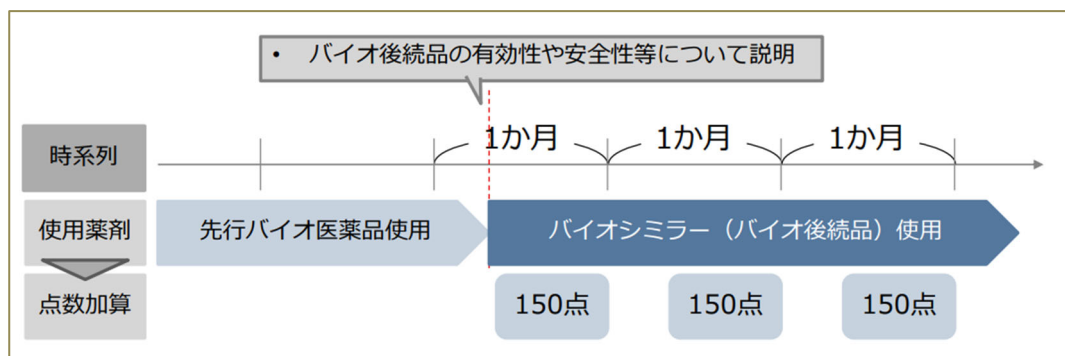 • バイオ後続品の有効性や安全性等について説明
時系列
1か月
1か月
1か月
使用薬剤
先行バイオ医薬品使用
バイオシミラー（バイオ後続品）使用
点数加算
150点
150点
150点